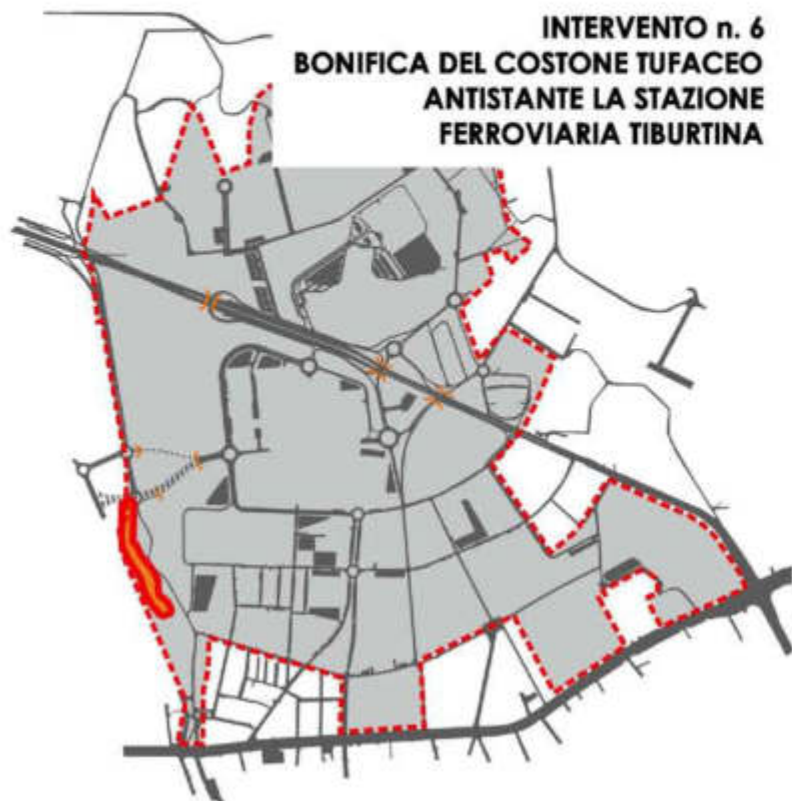 INTERVENTO n. 6
BONIFICA DEL COSTONE TUFACEO
ANTISTANTE LA STAZIONE
FERROVIARIA TIBURTINA